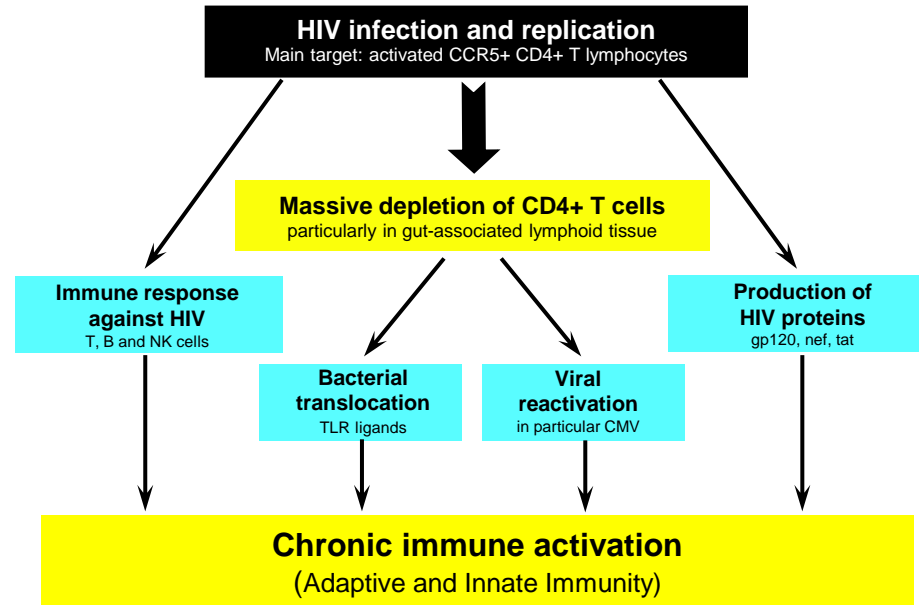 HIV infection and replication
Main target: activated CCR5+ CD4+ T lymphocytes
Massive depletion of CD4+ T cells
particularly in gut-associated lymphoid tissue
Immune response
against HIV
T, B and NK cells
Production of
HIV proteins
gp120, nef, tat
Bacterial
translocation
TLR ligands
Viral
reactivation
in particular CMV
Chronic immune activation
(Adaptive and Innate Immunity)